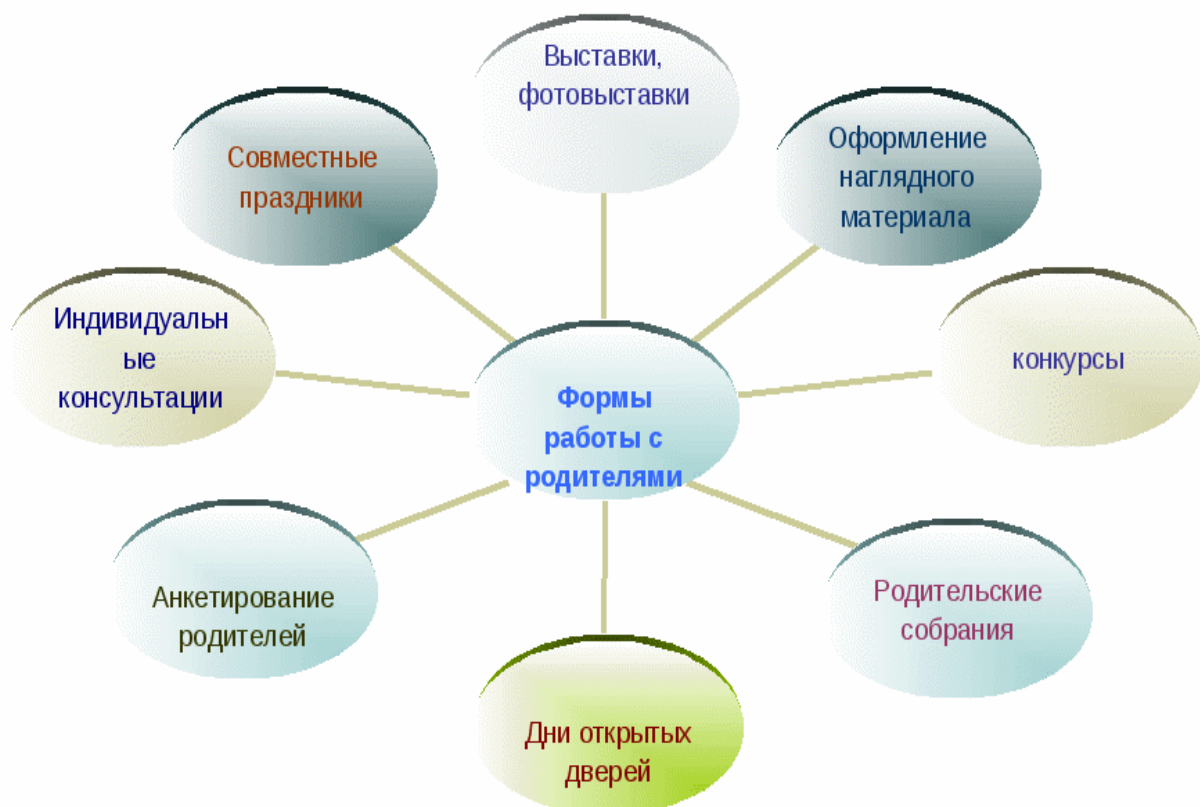 Выставки,
фотовыставки
Совместные
праздники
Оформление
наглядного
материала
Индивидуальн
ые
консультации
конкурсы
Формы
работы с
родителями
Анкетирование
родителей
Родительские
собрания
Дни открытых
дверей